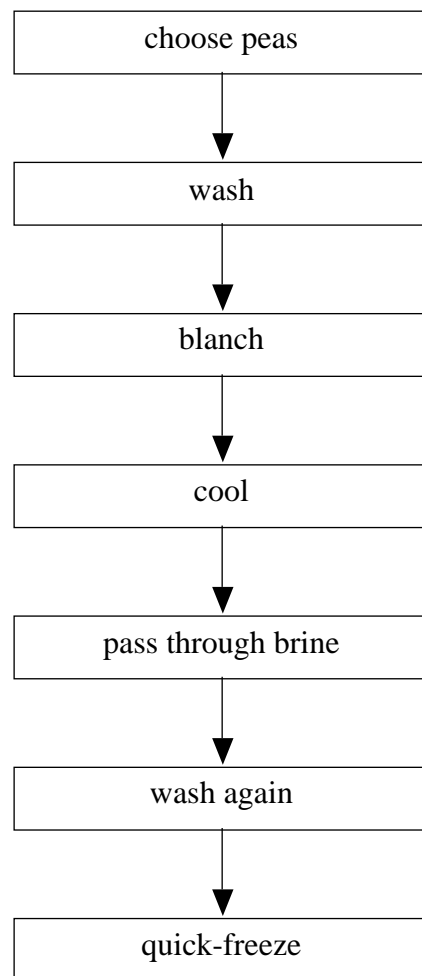 choose peas
wash
blanch
cool
pass through brine
wash again
quick-freeze